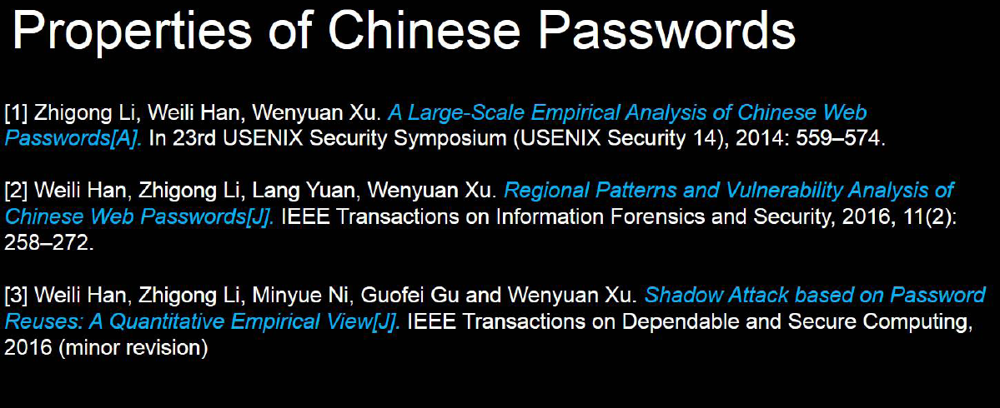 Properties of Chinese Passwords
[1] Zhigong Li, Weili Han, Wenyuan Xu. A Large-Scale Empirical Analysis of Chinese Web
Passwords[A]. In 23rd USENIX Security Symposium (USENIX Security 14), 2014: 559–574.
[2] Weili Han, Zhigong Li, Lang Yuan, Wenyuan Xu. Regional Patterns and Vulnerability Analysis of
Chinese Web Passwords[J]. IEEE Transactions on Information Forensics and Security, 2016, 11(2):
258–272.
[3] Weili Han, Zhigong Li, Minyue Ni, Guofei Gu and Wenyuan Xu. Shadow Attack based on Password
Reuses: A Quantitative Empirical View[J]. IEEE Transactions on Dependable and Secure Computing,
2016 (minor revision)